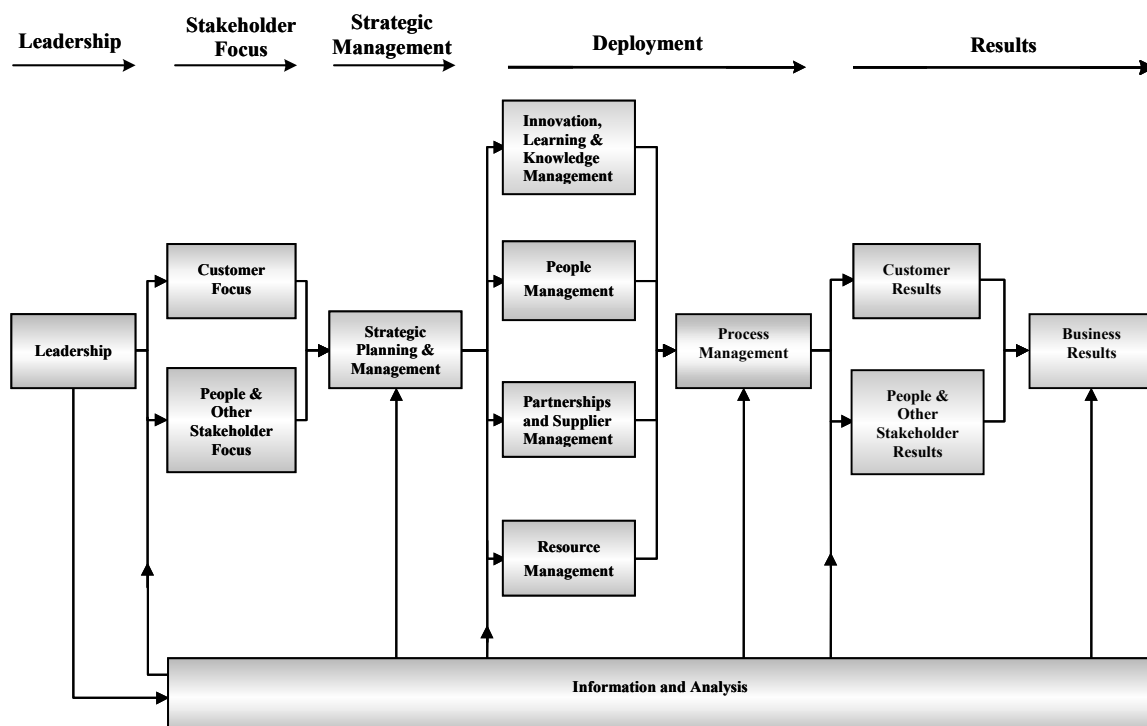 Leadership
Stakeholder
Focus
Strategic
Management
Deployment
Results
Innovation,
Learning &
Knowledge
Management
Customer
Focus
People
Management
Customer
Results
Leadership
Strategic
Planning &
Management
Process
Management
Business
Results
People &
Other
Stakeholder
Focus
Partnerships
and Supplier
Management
People &
Other
Stakeholder
Results
Resource
Management
Information and Analysis